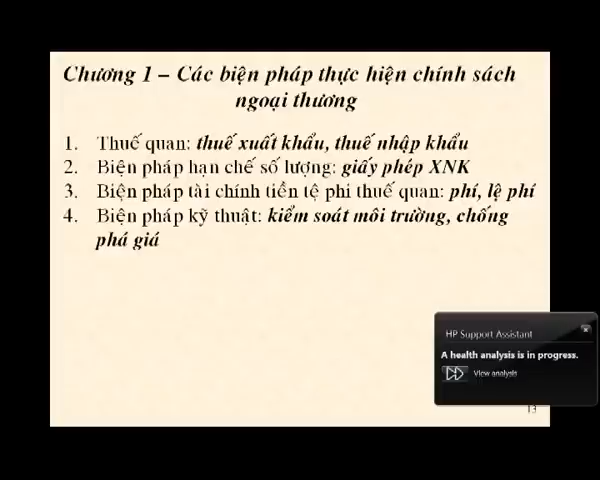 Chương 1 – Các biện pháp thực hiện chính sách
ngoại thương
1. Thuế quan: thuế xuất khẩu, thuế nhập khẩu
2. Biện pháp hạn chế số lượng: giấy phép XNK
3. Biện pháp tài chính tiền tệ phi thuế quan: phí, lệ phí
4. Biện pháp kỹ thuật: kiểm soát môi trường, chống
phá giá
HP Support Assistant
A health analysis is in progress.
View analysis
13